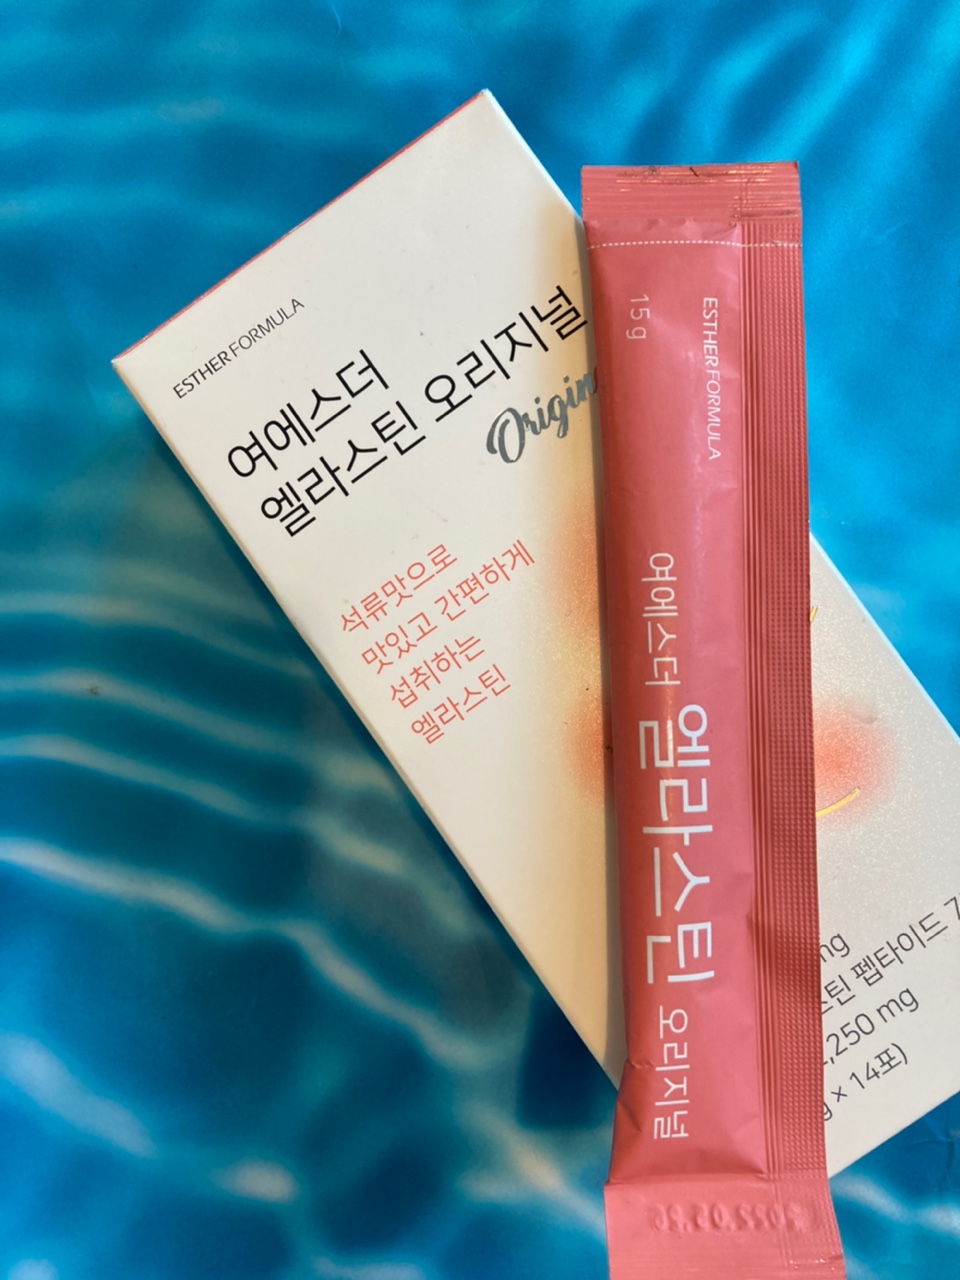 ESTHER FORMULA
여에스더
엘라스틴 오리지널
석류맛으로
맛있고 간편하게
섭취하는
엘라스틴
mg
펩타이드
250 mg
x 14포)
15g
ESTHER FORMULA
여에스더 엘라스틴 오리지널